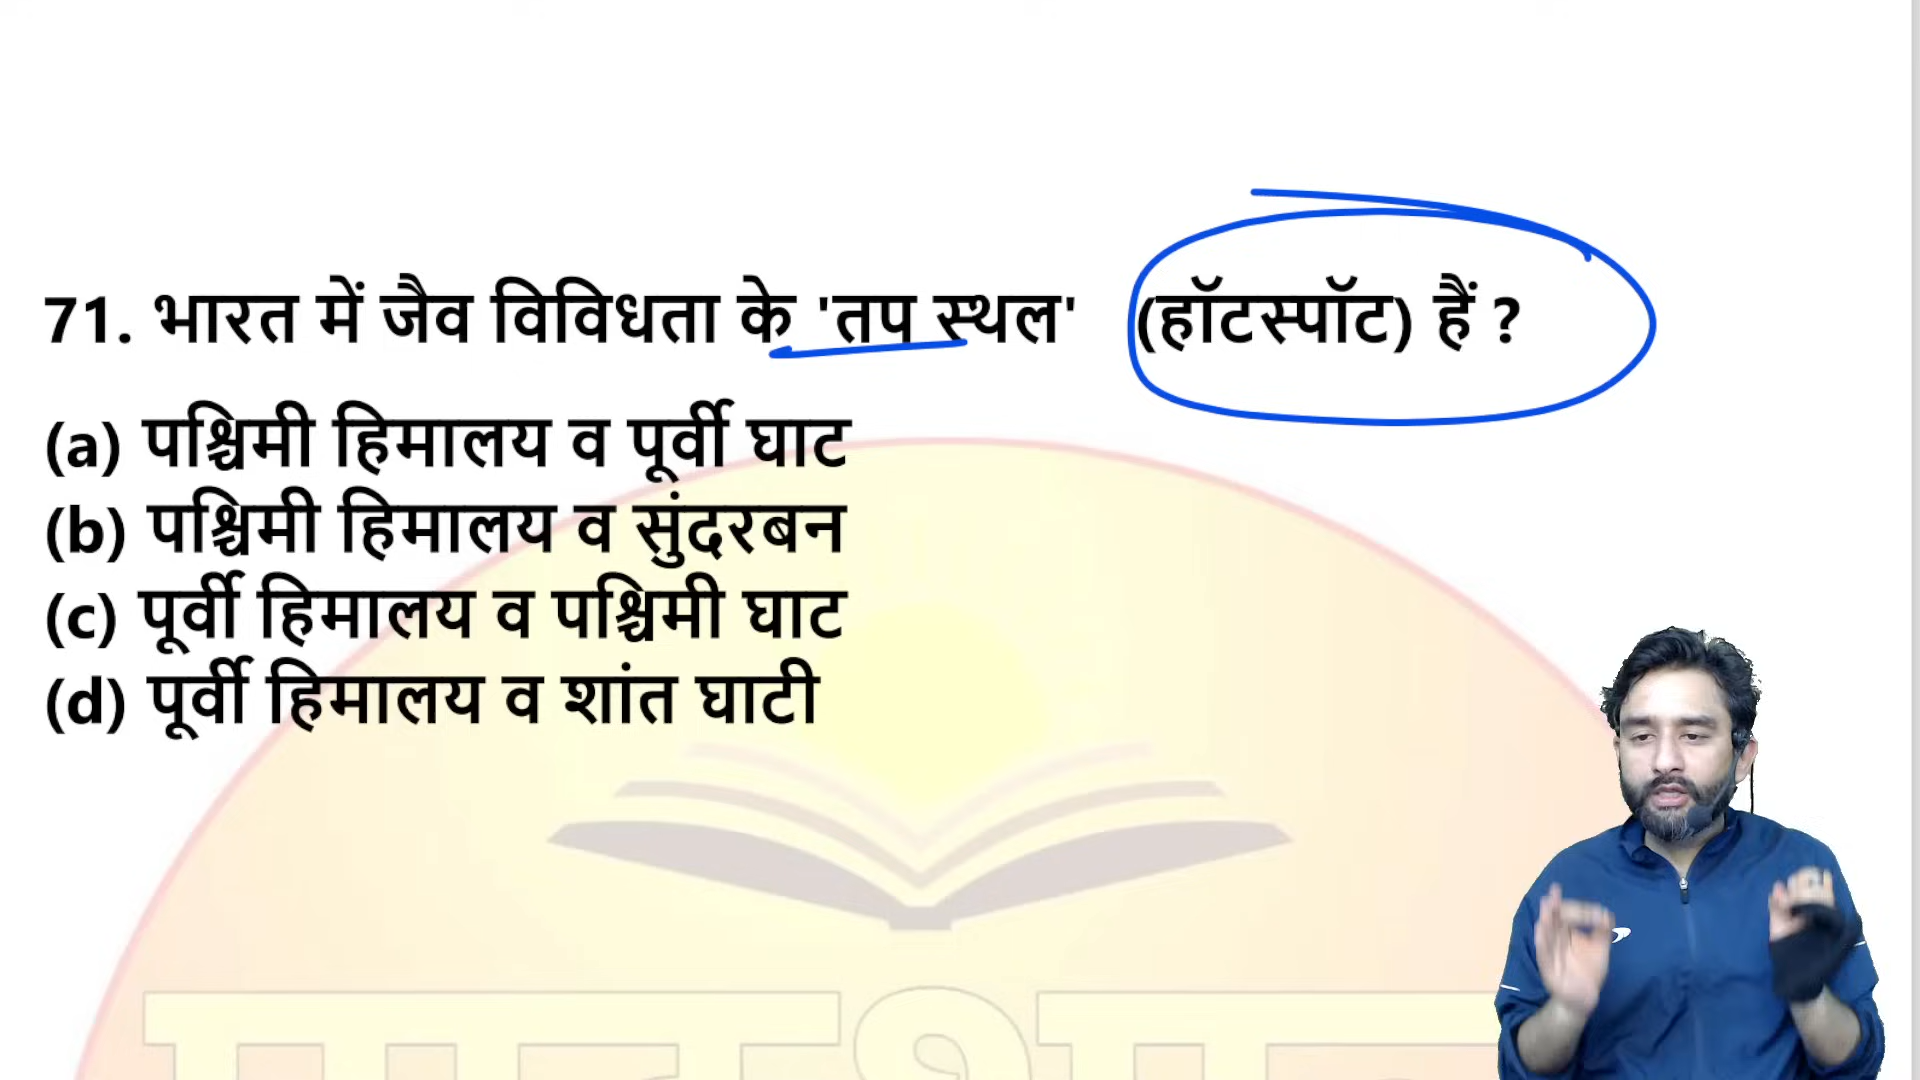 71. भारत में जैव विविधता के 'तप स्थल' (हॉटस्पॉट) हैं ?
(a) पश्चिमी हिमालय व पूर्वी घाट
(b) पश्चिमी हिमालय व सुंदरबन
(c) पूर्वी हिमालय व पश्चिमी घाट
(d) पूर्वी हिमालय व शांत घाटी